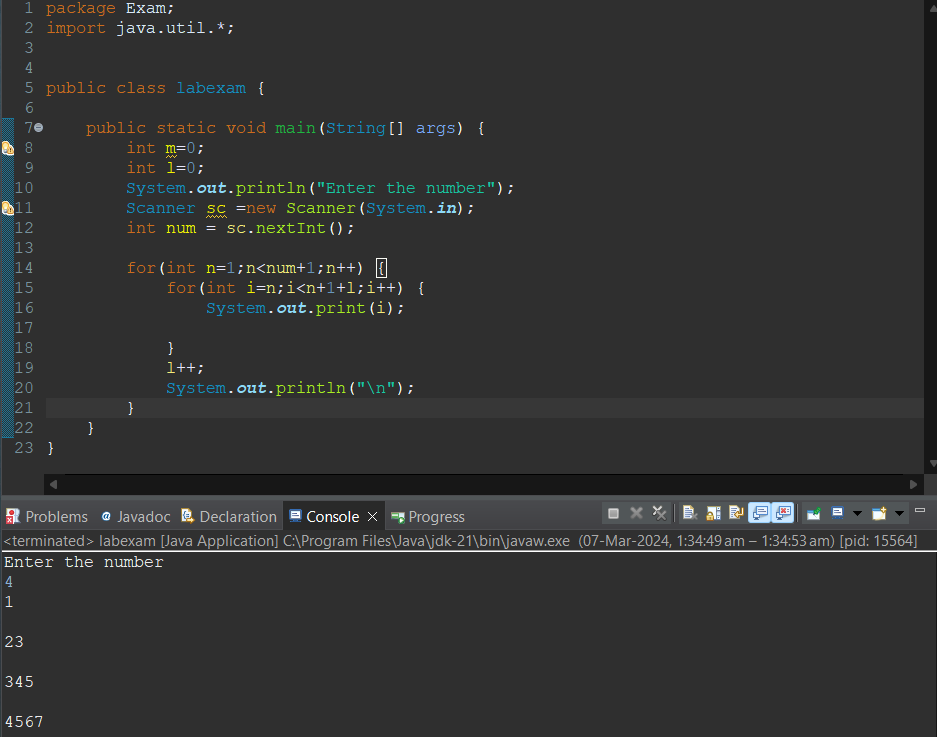 1 package Exam;
2 import java.util.*;
3
4
5 public class labexam {
6
7 public static void main(String[] args) {
8 int m=0;
9 int l=0;
10 System.out.println("Enter the number");
11 Scanner sc =new Scanner(System.in);
12 int num = sc.nextInt();
13
14 for(int n=1;n<num+1;n++) {
15 for(int i=n;i<n+1+l;i++) {
16 System.out.print(i);
17
18 }
19 l++;
20 System.out.println("\n");
21 }
22 }
23 }
Problems @ Javadoc Declaration Console Progress
<terminated> labexam [Java Application] C:\Program Files\Java\jdk-21\bin\javaw.exe (07-Mar-2024, 1:34:49 am – 1:34:53 am) [pid: 15564]
Enter the number
4
1
23
345
4567